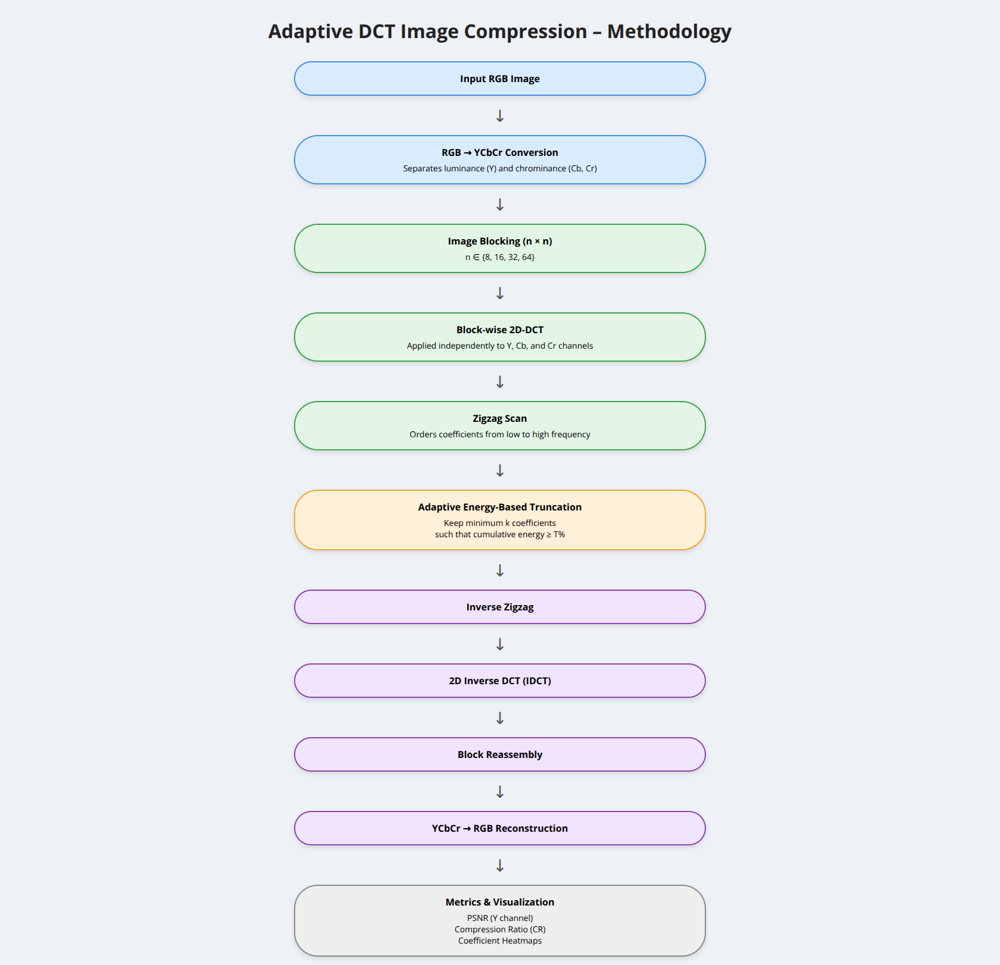 Adaptive DCT Image Compression – Methodology
Input RGB Image
↓
RGB → YCbCr Conversion
Separates luminance (Y) and chrominance (Cb, Cr)
↓
Image Blocking (n × n)
n ∈ {8, 16, 32, 64}
↓
Block-wise 2D-DCT
Applied independently to Y, Cb, and Cr channels
↓
Zigzag Scan
Orders coefficients from low to high frequency
↓
Adaptive Energy-Based Truncation
Keep minimum k coefficients
such that cumulative energy ≥ T%
↓
Inverse Zigzag
↓
2D Inverse DCT (IDCT)
↓
Block Reassembly
↓
YCbCr → RGB Reconstruction
↓
Metrics & Visualization
PSNR (Y channel)
Compression Ratio (CR)
Coefficient Heatmaps